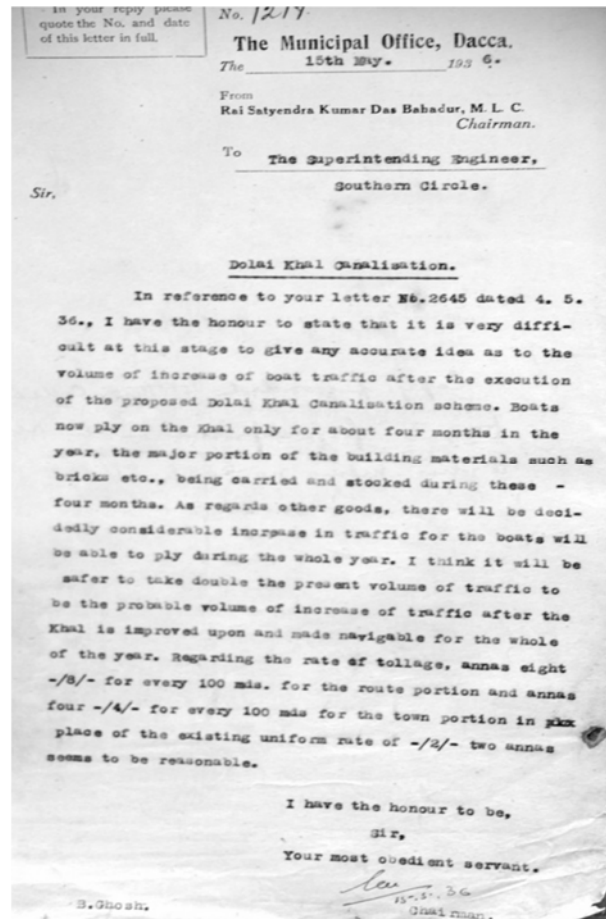 In your reply please
quote the No. and date
of this letter in full.
No. 1219.
The Municipal Office, Dacca.
The 15th May. 1936.
From
Rai Satyendra Kumar Das Bahadur, M. L. C.
Chairman.
To The Superintending Engineer,
Southern Circle.
Sir,
Dolai Khal Canalisation.
In reference to your letter No.2645 dated 4. 5.
36., I have the honour to state that it is very diffi-
cult at this stage to give any accurate idea as to the
volume of increase of boat traffic after the execution
of the proposed Dolai Khal Canalisation scheme. Boats
now ply on the Khal only for about four months in the
year, the major portion of the building materials such as
bricks etc., being carried and stocked during these -
four months. As regards other goods, there will be deci-
dedly considerable increase in traffic for the boats will
be able to ply during the whole year. I think it will be
safer to take double the present volume of traffic to
be the probable volume of increase of traffic after the
Khal is improved upon and made navigable for the whole
of the year. Regarding the rate of tollage, annas eight
-/8/- for every 100 mds. for the route portion and annas
four -/4/- for every 100 mds for the town portion in
place of the existing uniform rate of -/2/- two annas
seems to be reasonable.
I have the honour to be,
Sir,
Your most obedient servant.
15-5-36
Chairman.
B.Ghosh.